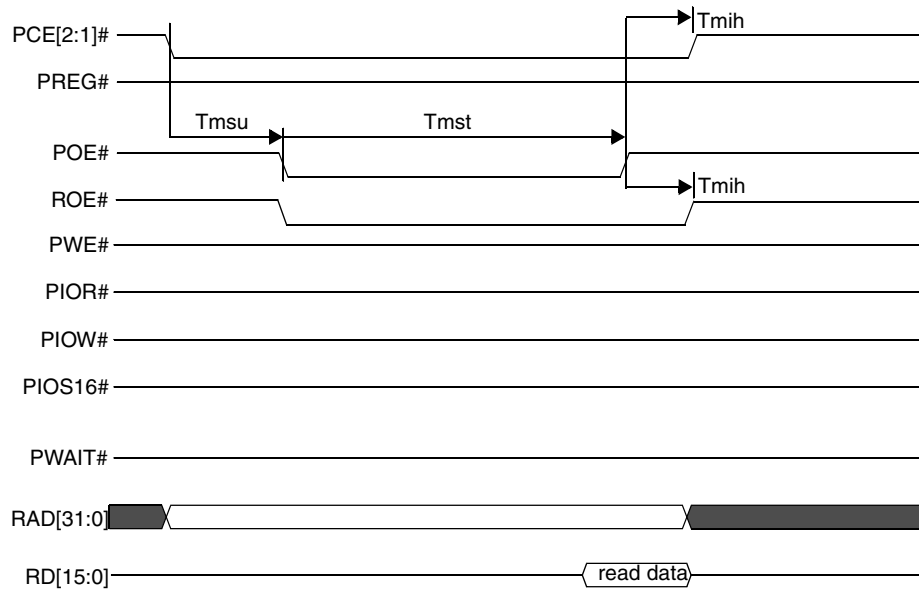 Tmih
PCE[2:1]#
PREG#
Tmsu Tmst
POE#
Tmih
ROE#
PWE#
PIOR#
PIOW#
PIOS16#
PWAIT#
RAD[31:0]
RD[15:0] read data